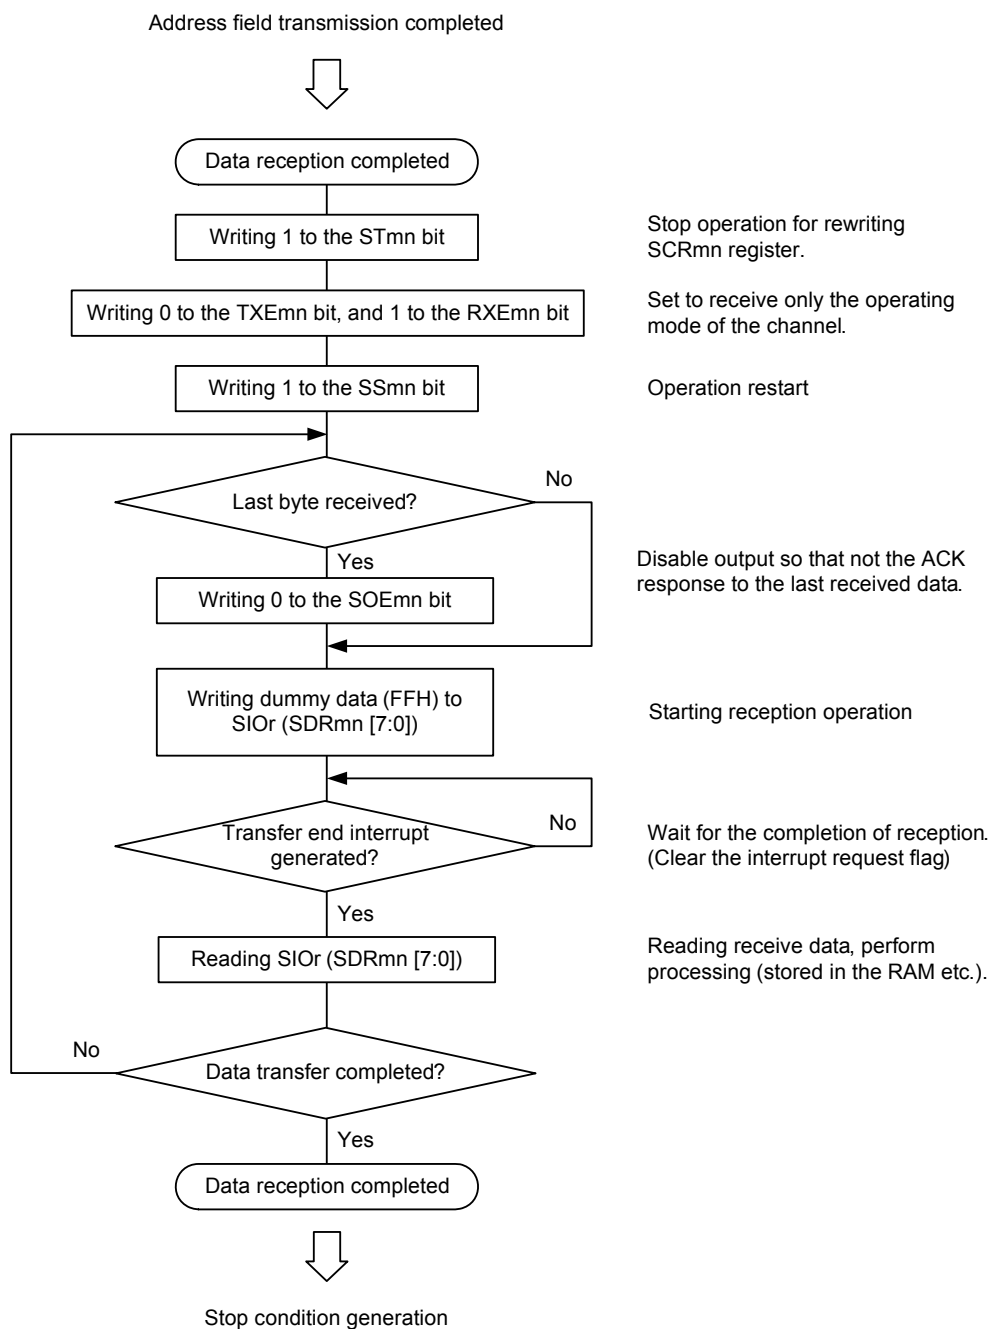 Address field transmission completed
Data reception completed
Writing 1 to the STmn bit
Stop operation for rewriting
SCRmn register.
Writing 0 to the TXEmn bit, and 1 to the RXEmn bit
Set to receive only the operating
mode of the channel.
Writing 1 to the SSmn bit
Operation restart
Last byte received?
No
Yes
Writing 0 to the SOEmn bit
Disable output so that not the ACK
response to the last received data.
Writing dummy data (FFH) to
SIOr (SDRmn [7:0])
Starting reception operation
Transfer end interrupt
generated?
No
Wait for the completion of reception.
(Clear the interrupt request flag)
Yes
Reading SIOr (SDRmn [7:0])
Reading receive data, perform
processing (stored in the RAM etc.).
No
Data transfer completed?
Yes
Data reception completed
Stop condition generation